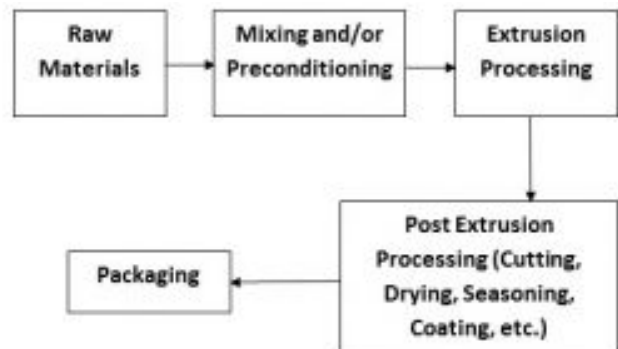 Raw
Materials
Mixing and/or
Preconditioning
Extrusion
Processing
Post Extrusion
Processing (Cutting,
Drying, Seasoning,
Coating, etc.)
Packaging